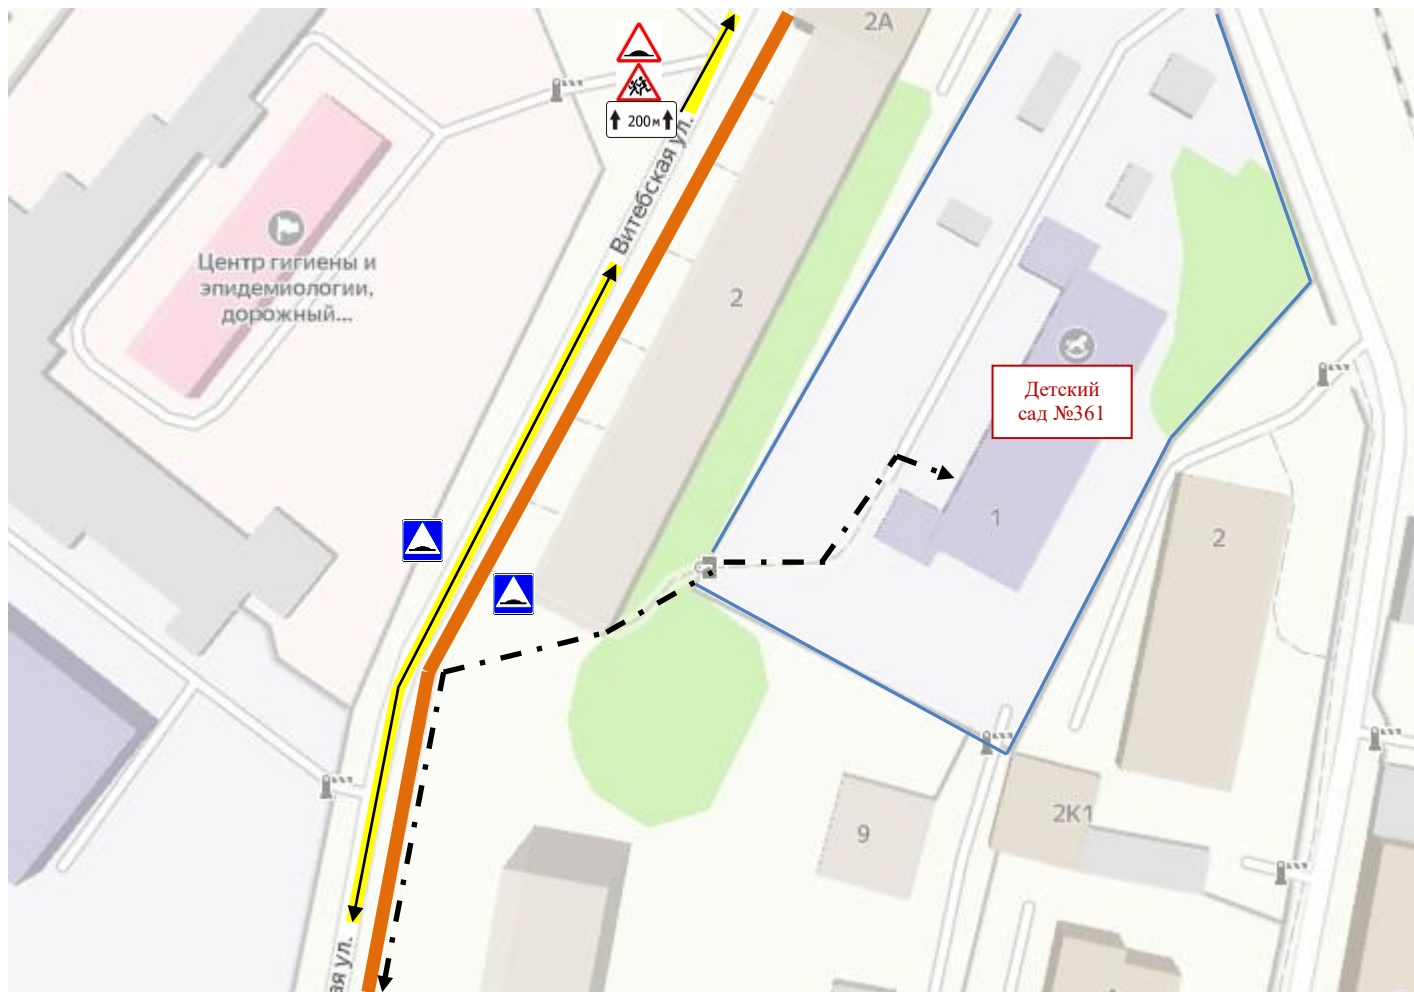 2А
200м
Витебская ул.
Центр гигиены и
эпидемиологии,
дорожный...
2
Детский
сад №361
1
2
2К1
9
ая ул.